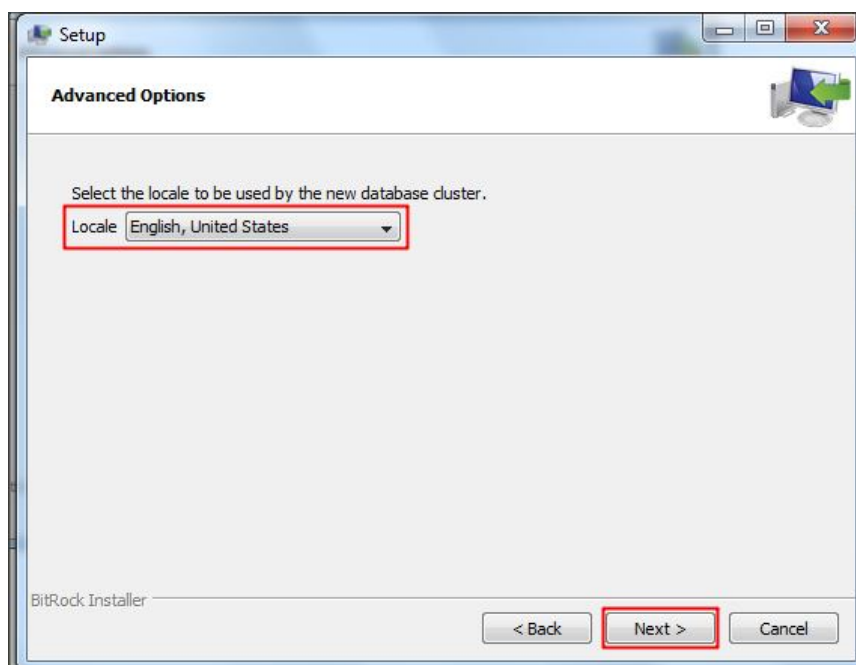 Setup
Advanced Options
Select the locale to be used by the new database cluster.
Locale English, United States
BitRock Installer
< Back Next > Cancel